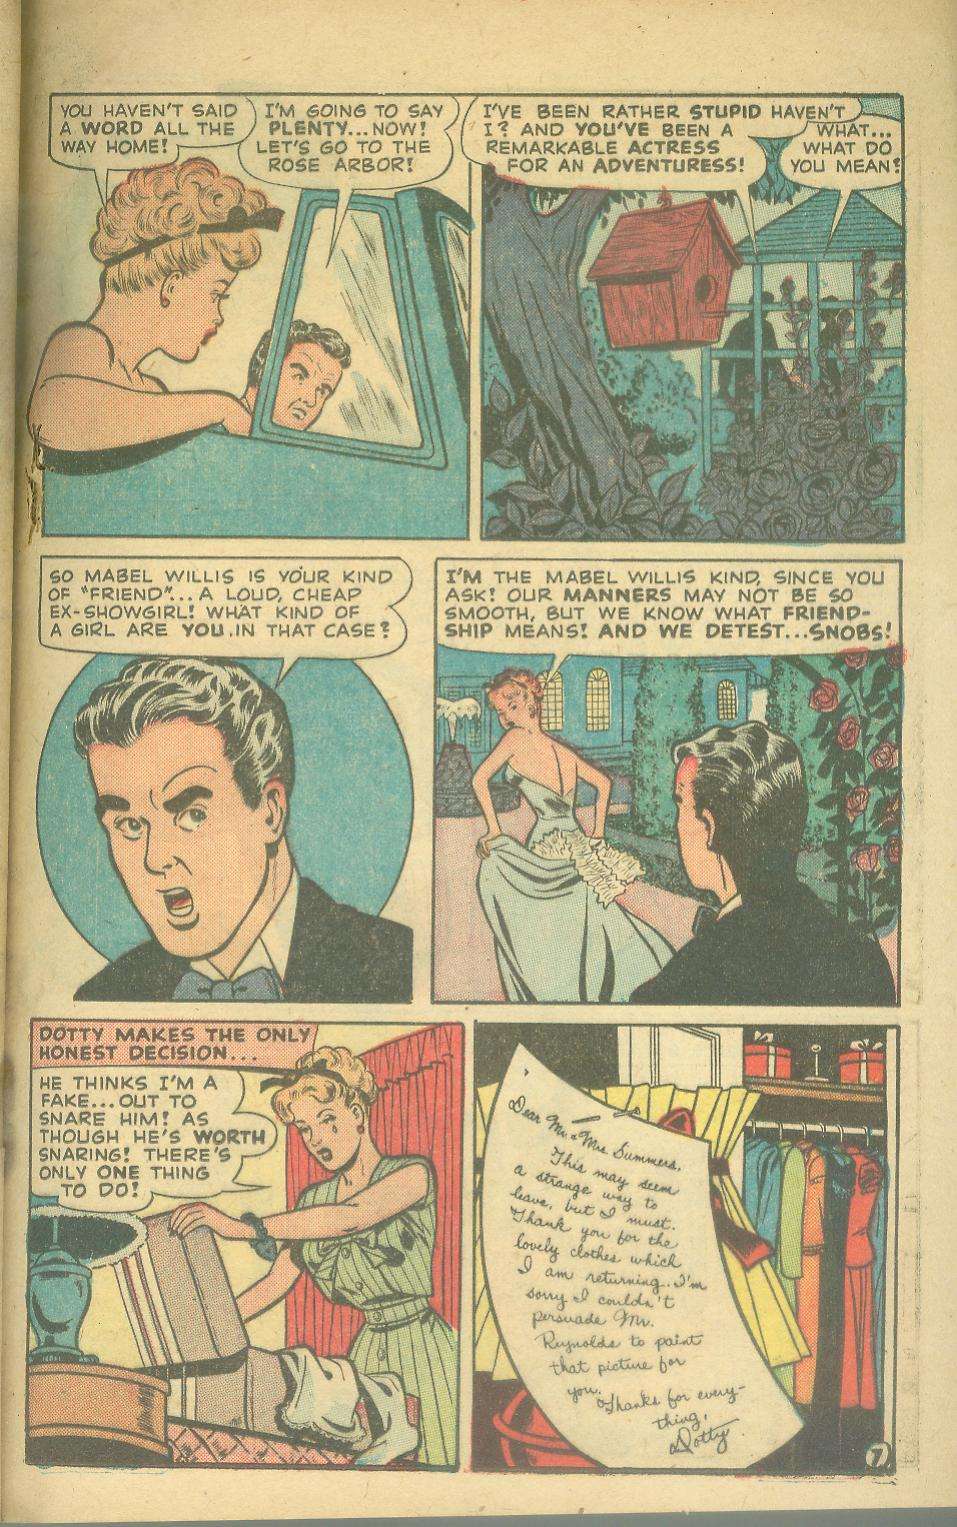 YOU HAVEN'T SAID
A WORD ALL THE
WAY HOME!
I'M GOING TO SAY
PLENTY...NOW!
LET'S GO TO THE
ROSE ARBOR!
I'VE BEEN RATHER STUPID HAVEN'T
I? AND YOU'VE BEEN A
REMARKABLE ACTRESS
FOR AN ADVENTURESS!
WHAT...
WHAT DO
YOU MEAN?
SO MABEL WILLIS IS YOUR KIND
OF "FRIEND"... A LOUD, CHEAP
EX-SHOWGIRL! WHAT KIND OF
A GIRL ARE YOU IN THAT CASE?
I'M THE MABEL WILLIS KIND, SINCE YOU
ASK! OUR MANNERS MAY NOT BE SO
SMOOTH, BUT WE KNOW WHAT FRIEND-
SHIP MEANS! AND WE DETEST...SNOBS!
DOTTY MAKES THE ONLY
HONEST DECISION...
HE THINKS I'M A
FAKE...OUT TO
SNARE HIM! AS
THOUGH HE'S WORTH
SNARING! THERE'S
ONLY ONE THING
TO DO!
Dear Mr. & Mrs. Summers,
This may seem
a strange way to
leave, but I must.
Thank you for the
lovely clothes which
I am returning. I'm
sorry I couldn't
persuade Mr.
Reynolds to paint
that picture for
you.
Thanks for every-
thing,
Dotty
7